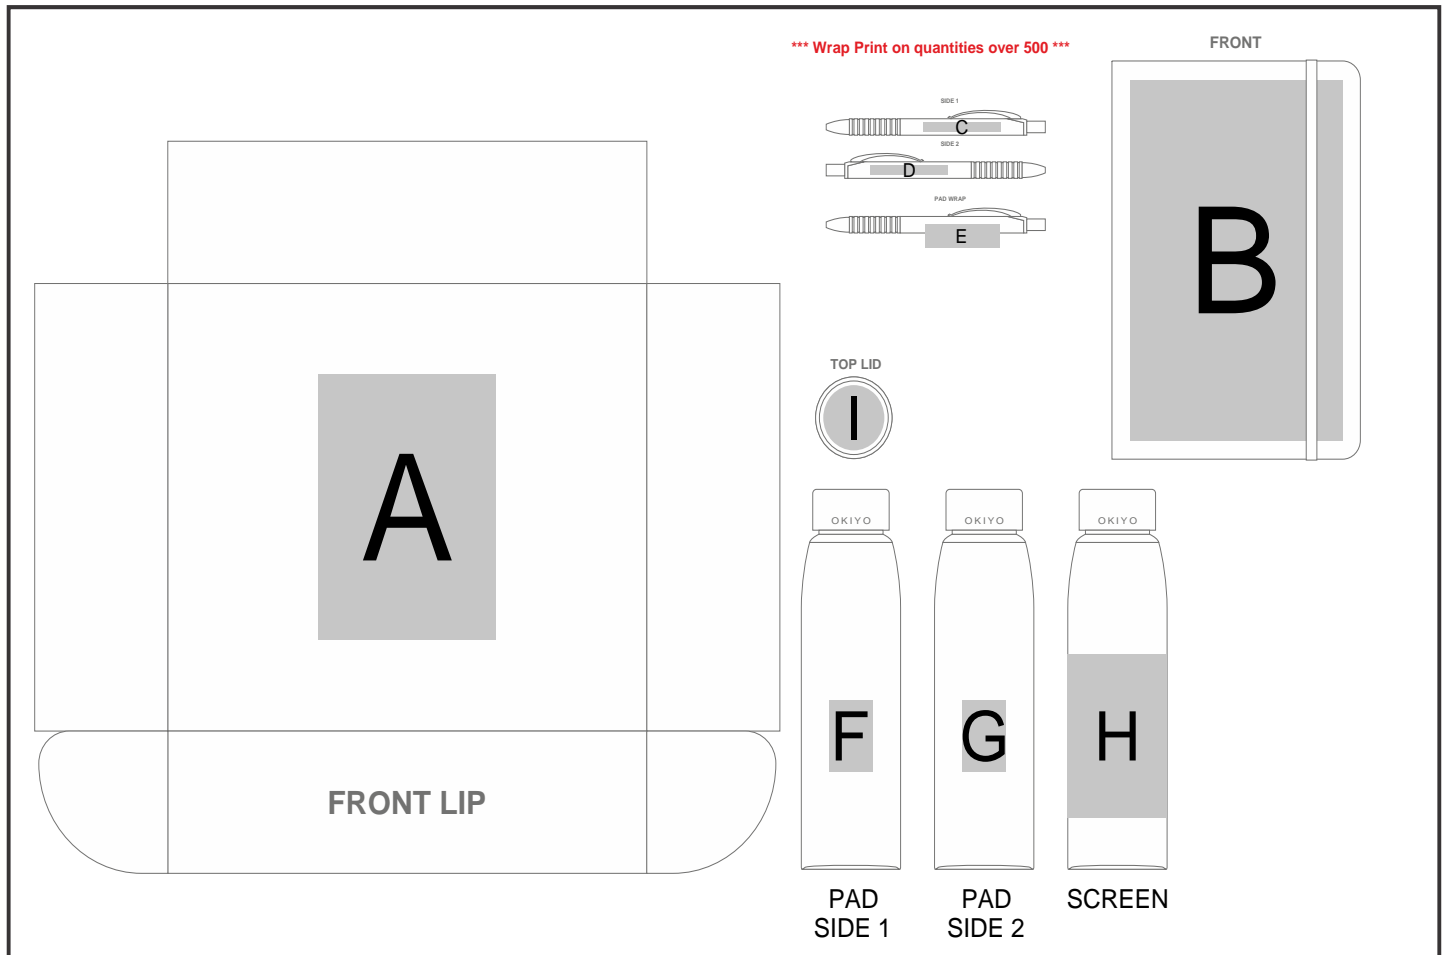 *** Wrap Print on quantities over 500 ***
FRONT
SIDE 1
C
SIDE 2
D
PAD WRAP
E
B
TOP LID
I
A
FRONT LIP
OKIYO
OKIYO
OKIYO
F
G
H
PAD
SIDE 1
PAD
SIDE 2
SCREEN